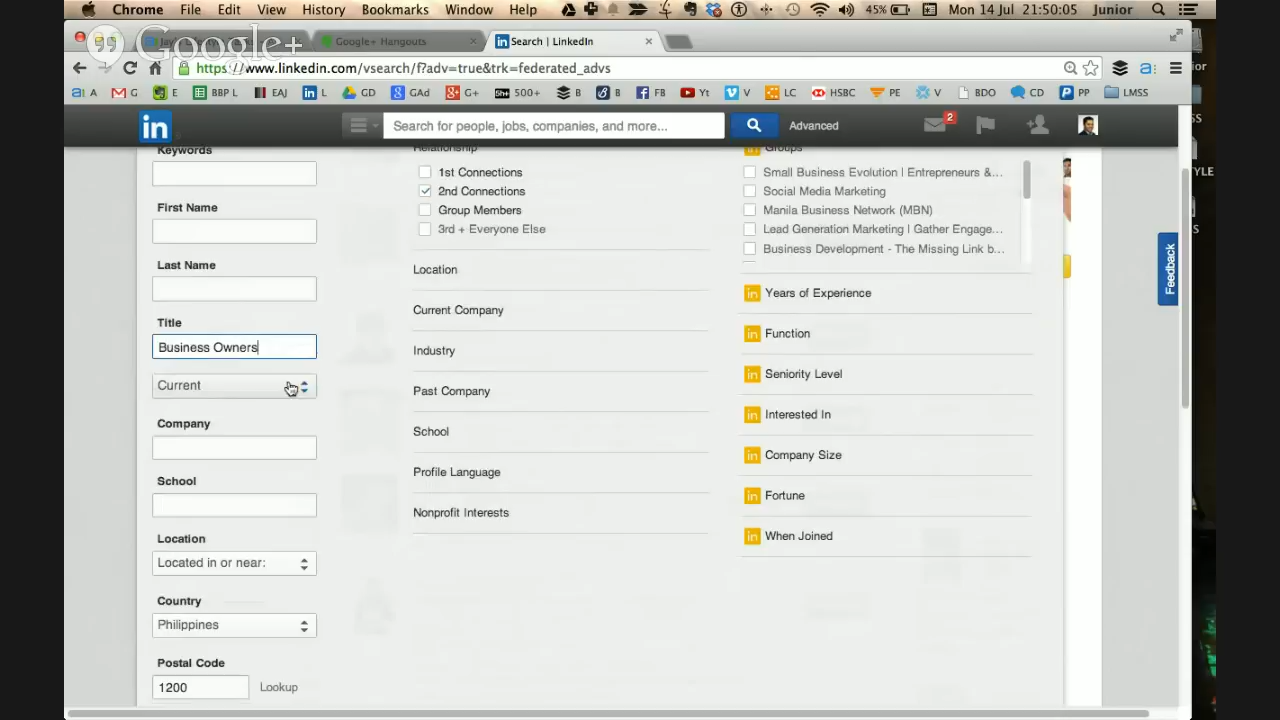 Chrome File Edit View History Bookmarks Window Help 45% Mon 14 Jul 21:50:05 Junior
Google+
Google+ Hangouts
Search | LinkedIn
https://www.linkedin.com/vsearch/f?adv=true&trk=federated_advs
A M G E BBP L EAJ L GD GAd G+ 500+ B B FB Yt V LC HSBC PE V BDO CD PP LMSS
in Search for people, jobs, companies, and more... Advanced 2
Keywords
First Name
Last Name
Title
Business Owners
Current
Company
School
Location
Located in or near:
Country
Philippines
Postal Code
1200 Lookup
Relationship
1st Connections
2nd Connections
Group Members
3rd + Everyone Else
Location
Current Company
Industry
Past Company
School
Profile Language
Nonprofit Interests
Groups
Small Business Evolution | Entrepreneurs &...
Social Media Marketing
Manila Business Network (MBN)
Lead Generation Marketing | Gather Engage...
Business Development - The Missing Link b...
Years of Experience
Function
Seniority Level
Interested In
Company Size
Fortune
When Joined
Feedback